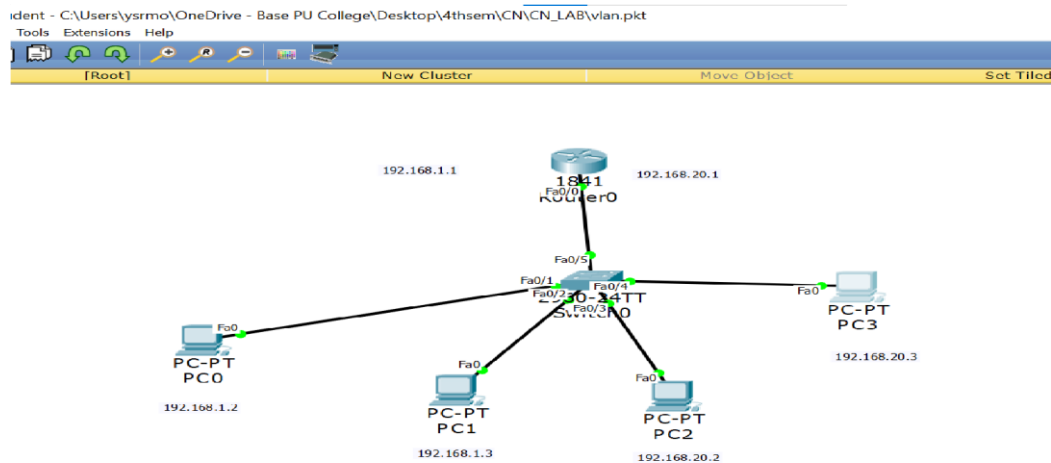 udent - C:\Users\ysrmo\OneDrive - Base PU College\Desktop\4thsem\CN\CN_LAB\vlan.pkt
Tools Extensions Help
[Root] New Cluster Move Object Set Tiled
192.168.1.1
1841
Router0
Fa0/0
192.168.20.1
Fa0/5
Fa0/1
Fa0/2
Fa0/4
Fa0/3
2950-24TT
Switch0
Fa0
PC-PT
PC3
192.168.20.3
Fa0
PC-PT
PC0
192.168.1.2
Fa0
PC-PT
PC1
192.168.1.3
Fa0
PC-PT
PC2
192.168.20.2